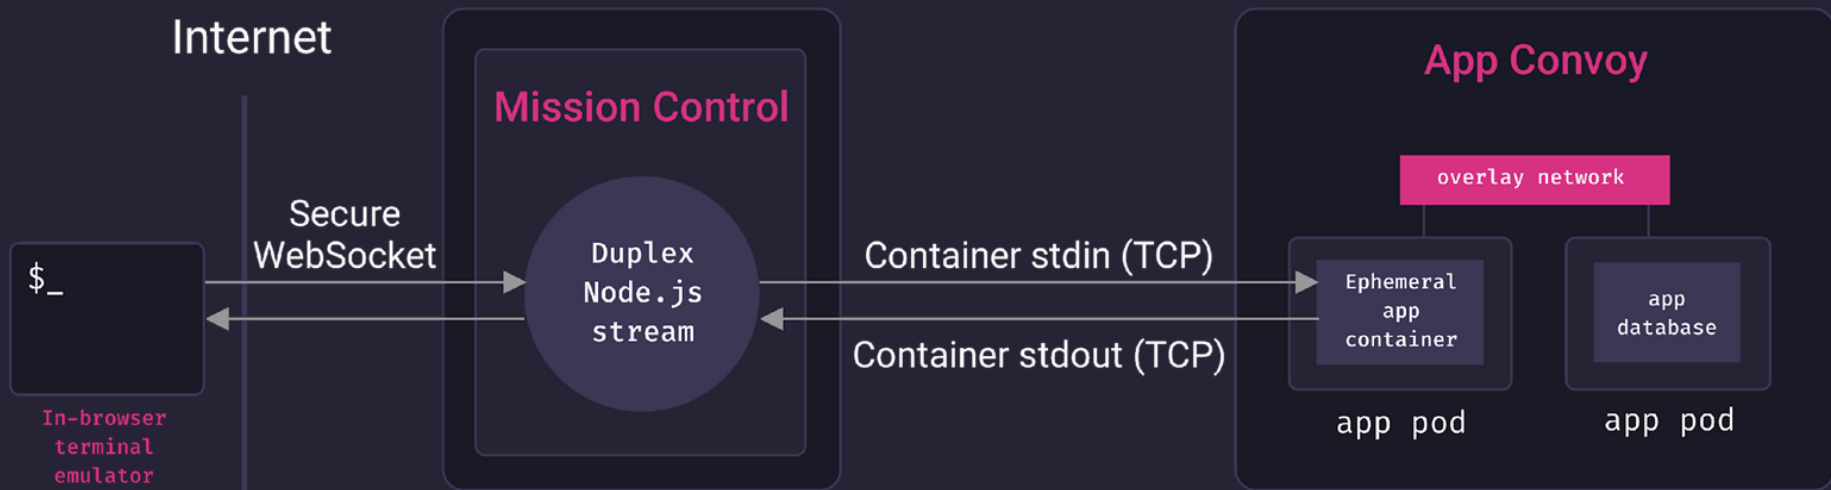 Internet
$_
In-browser
terminal
emulator
Secure
WebSocket
Mission Control
Duplex
Node.js
stream
Container stdin (TCP)
Container stdout (TCP)
App Convoy
overlay network
Ephemeral
app
container
app pod
app
database
app pod